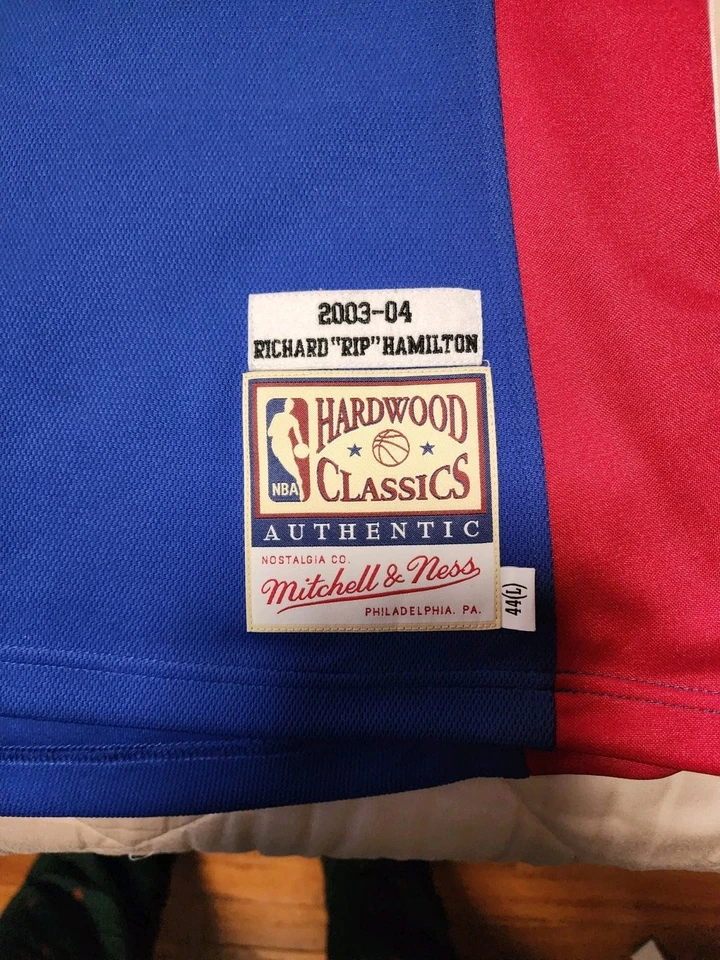 2003-04
RICHARD "RIP" HAMILTON
HARDWOOD
CLASSICS
NBA
AUTHENTIC
NOSTALGIA CO.
Mitchell & Ness
PHILADELPHIA, PA.
44(L)